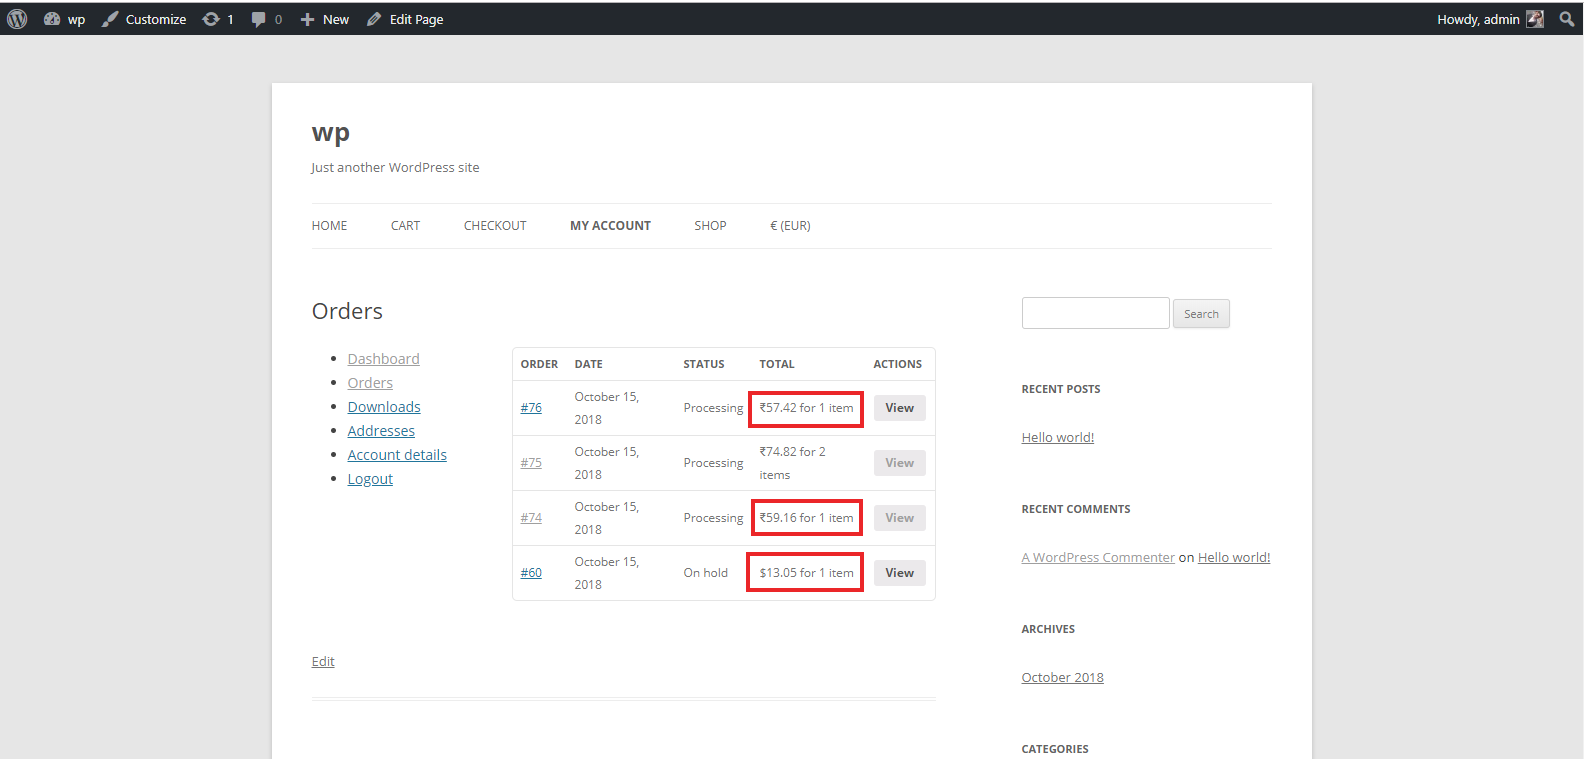 wp Customize 1 0 New Edit Page Howdy, admin
wp
Just another WordPress site
HOME CART CHECKOUT MY ACCOUNT SHOP € (EUR)
Orders
Dashboard
Orders
Downloads
Addresses
Account details
Logout
ORDER DATE STATUS TOTAL ACTIONS
#76 October 15, 2018 Processing ₹57.42 for 1 item View
#75 October 15, 2018 Processing ₹74.82 for 2 items View
#74 October 15, 2018 Processing ₹59.16 for 1 item View
#60 October 15, 2018 On hold $13.05 for 1 item View
Edit
Search
RECENT POSTS
Hello world!
RECENT COMMENTS
A WordPress Commenter on Hello world!
ARCHIVES
October 2018
CATEGORIES